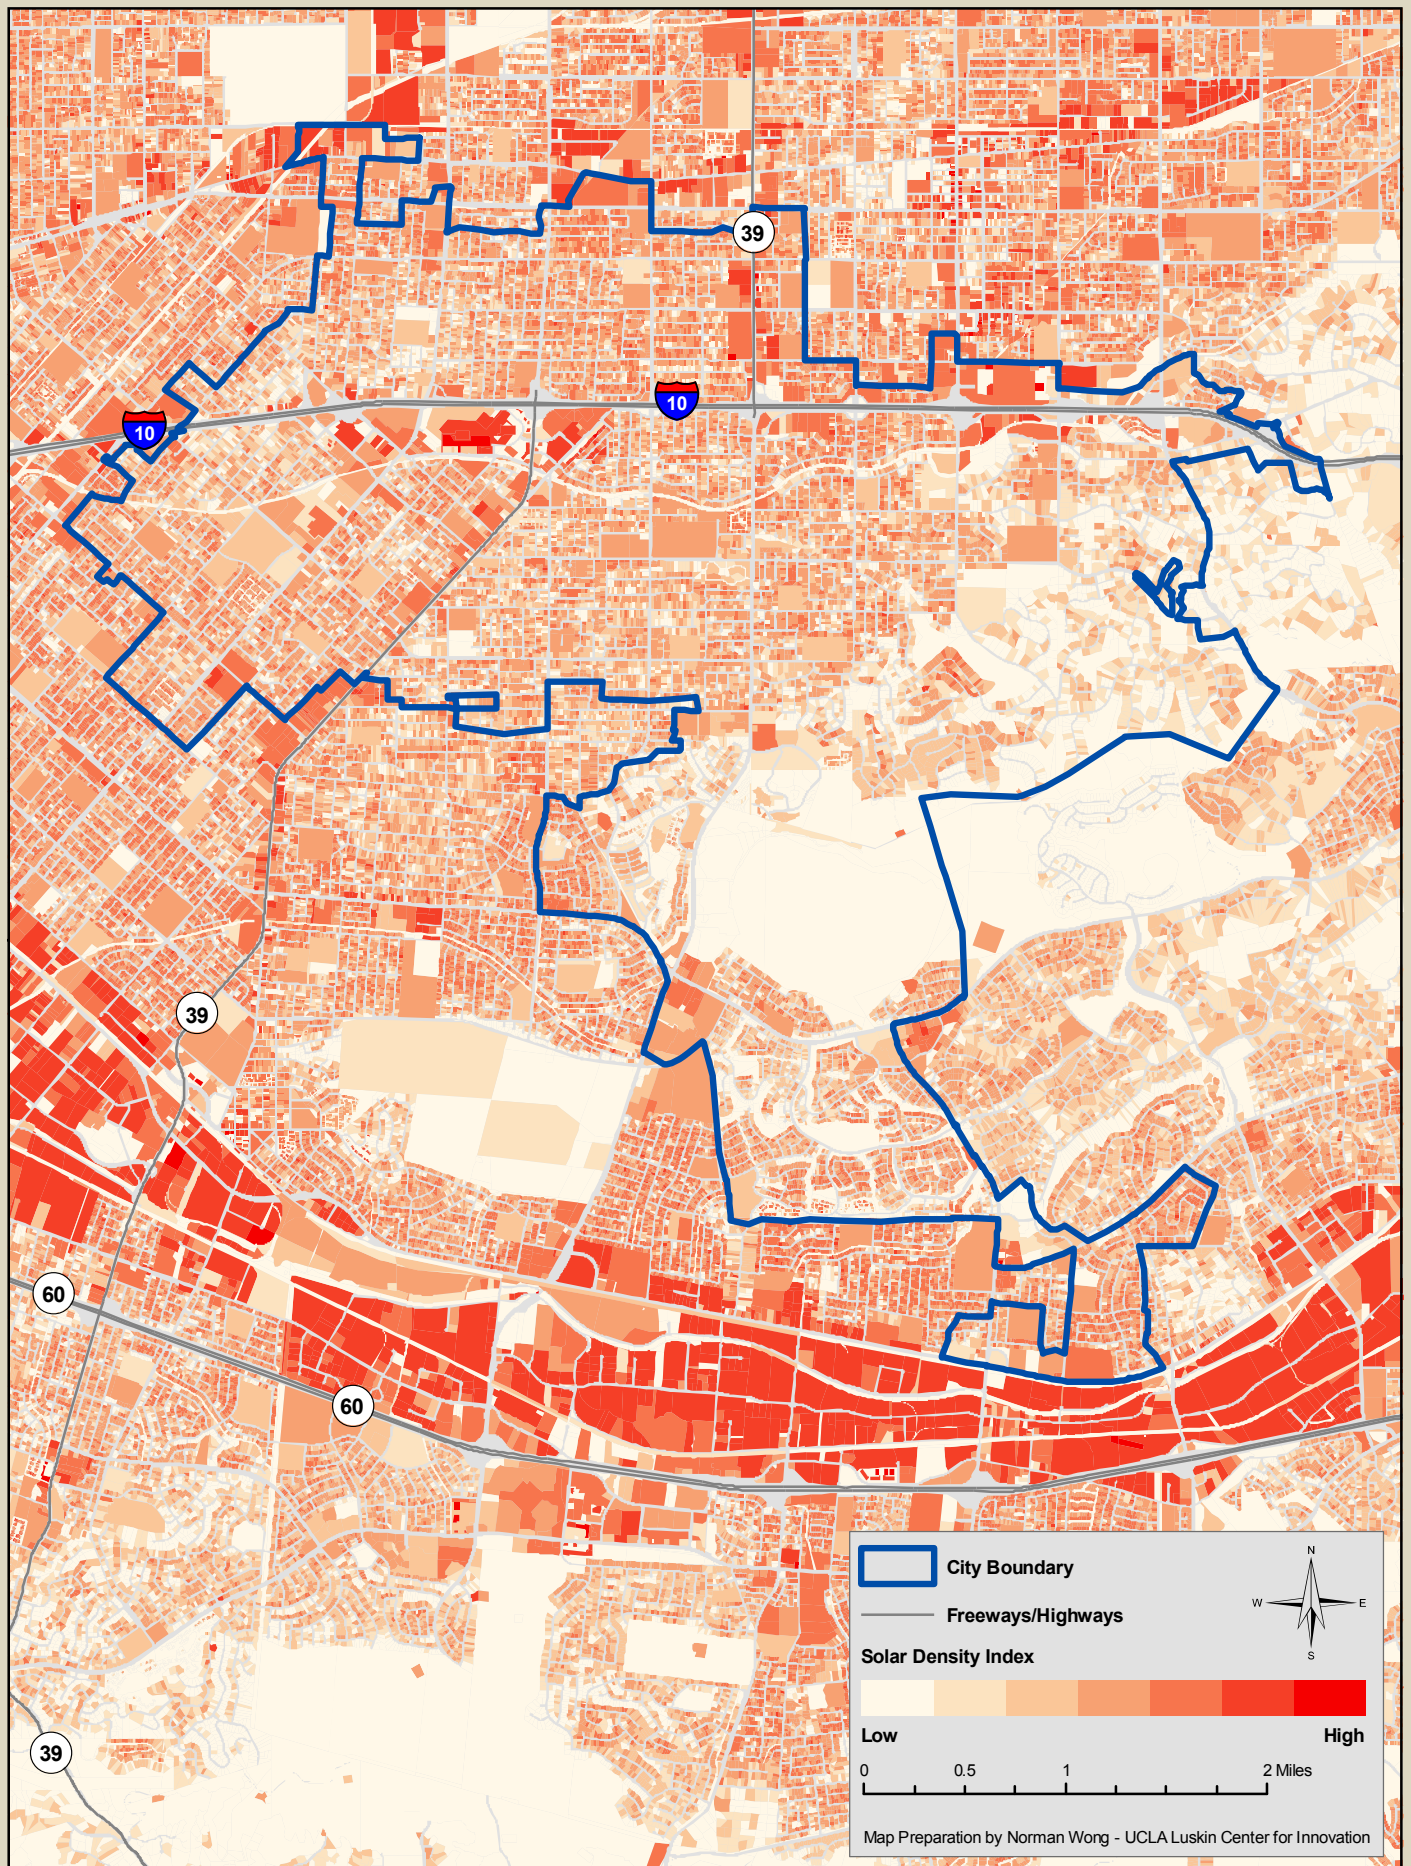 39
10
10
39
60
60
39
City Boundary
Freeways/Highways
N
W
E
S
Solar Density Index
Low
High
0
0.5
1
2 Miles
Map Preparation by Norman Wong - UCLA Luskin Center for Innovation